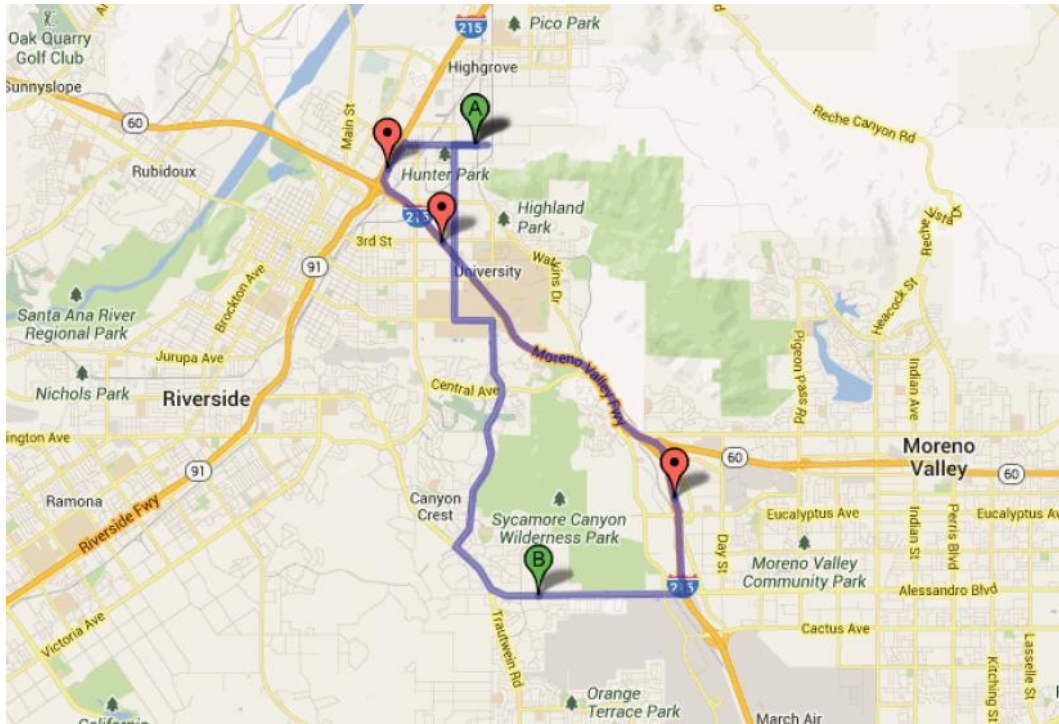 Oak Quarry
Golf Club
Sunnyslope
60
Rubidoux
Main St
215
Pico Park
Highgrove
A
Hunter Park
Reche Canyon Rd
Reche Vista Dr
215
Highland
Park
3rd St
91
University
Watkins Dr
Brockton Ave
Santa Ana River
Regional Park
Jurupa Ave
Nichols Park
Riverside
Central Ave
Moreno Valley Fwy
Pigeon Pass Rd
Heacock St
Indian Ave
ington Ave
91
60
Moreno
Valley
60
Ramona
Riverside Fwy
Canyon
Crest
Sycamore Canyon
Wilderness Park
Eucalyptus Ave
Eucalyptus Ave
Indian St
Perris Blvd
Day St
Moreno Valley
Community Park
B
215
Alessandro Blvd
Victoria Ave
Trautwein Rd
Cactus Ave
Lasselle St
Kitching St
Orange
Terrace Park
March Air
California